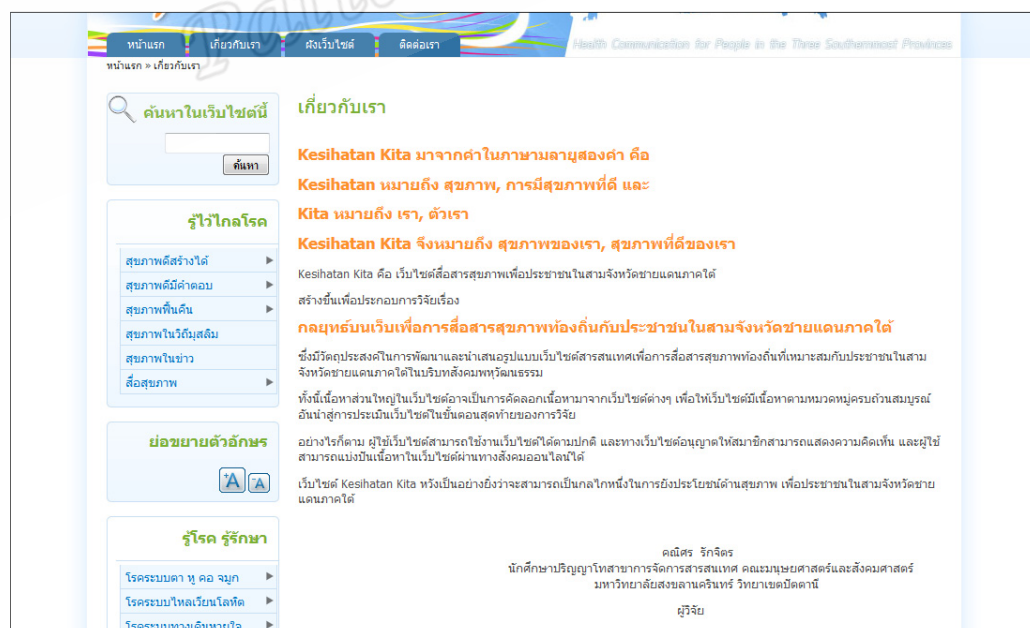 หน้าแรก
เกี่ยวกับเรา
ผังเว็บไซต์
ติดต่อเรา
Health Communication for People in the Three Southernmost Provinces
หน้าแรก » เกี่ยวกับเรา
ค้นหาในเว็บไซต์นี้
ค้นหา
รู้ไว้ไกลโรค
สุขภาพดีสร้างได้
สุขภาพดีมีคำตอบ
สุขภาพฟื้นคืน
สุขภาพในวิถีมุสลิม
สุขภาพในข่าว
สื่อสุขภาพ
ย่อขยายตัวอักษร
+A -A
รู้โรค รู้รักษา
โรคระบบตา หู คอ จมูก
โรคระบบไหลเวียนโลหิต
โรคระบบทางเดินหายใจ
เกี่ยวกับเรา
Kesihatan Kita มาจากคำในภาษามลายูสองคำ คือ
Kesihatan หมายถึง สุขภาพ, การมีสุขภาพที่ดี และ
Kita หมายถึง เรา, ตัวเรา
Kesihatan Kita จึงหมายถึง สุขภาพของเรา, สุขภาพที่ดีของเรา
Kesihatan Kita คือ เว็บไซต์สื่อสารสุขภาพเพื่อประชาชนในสามจังหวัดชายแดนภาคใต้
สร้างขึ้นเพื่อประกอบการวิจัยเรื่อง
กลยุทธ์บนเว็บเพื่อการสื่อสารสุขภาพท้องถิ่นกับประชาชนในสามจังหวัดชายแดนภาคใต้
ซึ่งมีวัตถุประสงค์ในการพัฒนาและนำเสนอรูปแบบเว็บไซต์สารสนเทศเพื่อการสื่อสารสุขภาพท้องถิ่นที่เหมาะสมกับประชาชนในสาม
จังหวัดชายแดนภาคใต้ในบริบทสังคมพหุวัฒนธรรม
ทั้งนี้เนื้อหาส่วนใหญ่ในเว็บไซต์อาจเป็นการคัดลอกเนื้อหามาจากเว็บไซต์ต่างๆ เพื่อให้เว็บไซต์มีเนื้อหาตามหมวดหมู่ครบถ้วนสมบูรณ์
อันนำสู่การประเมินเว็บไซต์ในขั้นตอนสุดท้ายของการวิจัย
อย่างไรก็ตาม ผู้ใช้เว็บไซต์สามารถใช้งานเว็บไซต์ได้ตามปกติ และทางเว็บไซต์อนุญาตให้สมาชิกสามารถแสดงความคิดเห็น และผู้ใช้
สามารถแบ่งปันเนื้อหาในเว็บไซต์ผ่านทางสังคมออนไลน์ได้
เว็บไซต์ Kesihatan Kita หวังเป็นอย่างยิ่งว่าจะสามารถเป็นกลไกหนึ่งในการยังประโยชน์ด้านสุขภาพ เพื่อประชาชนในสามจังหวัดชาย
แดนภาคใต้
คณิศร รักจิตร
นักศึกษาปริญญาโทสาขาการจัดการสารสนเทศ คณะมนุษยศาสตร์และสังคมศาสตร์
มหาวิทยาลัยสงขลานครินทร์ วิทยาเขตปัตตานี
ผู้วิจัย